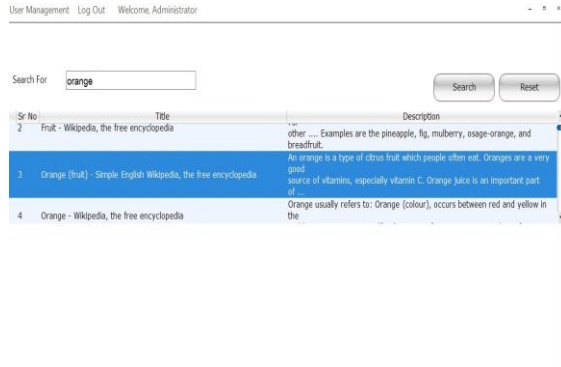 User Management Log Out Welcome, Administrator
Search For orange
Search Reset
Sr No Title Description
2 Fruit - Wikipedia, the free encyclopedia
other .... Examples are the pineapple, fig, mulberry, osage-orange, and
breadfruit.
An orange is a type of citrus fruit which people often eat. Oranges are a very
good
3 Orange (fruit) - Simple English Wikipedia, the free encyclopedia
source of vitamins, especially vitamin C. Orange juice is an important part
of ...
Orange usually refers to: Orange (colour), occurs between red and yellow in
4 Orange - Wikipedia, the free encyclopedia
the